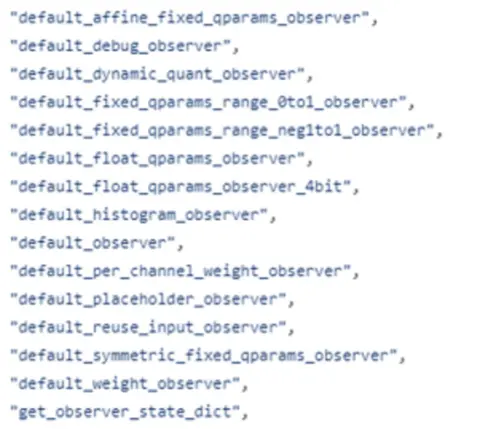 "default_affine_fixed_qparams_observer",
"default_debug_observer",
"default_dynamic_quant_observer",
"default_fixed_qparams_range_0to1_observer",
"default_fixed_qparams_range_neg1to1_observer",
"default_float_qparams_observer",
"default_float_qparams_observer_4bit",
"default_histogram_observer",
"default_observer",
"default_per_channel_weight_observer",
"default_placeholder_observer",
"default_reuse_input_observer",
"default_symmetric_fixed_qparams_observer",
"default_weight_observer",
"get_observer_state_dict",